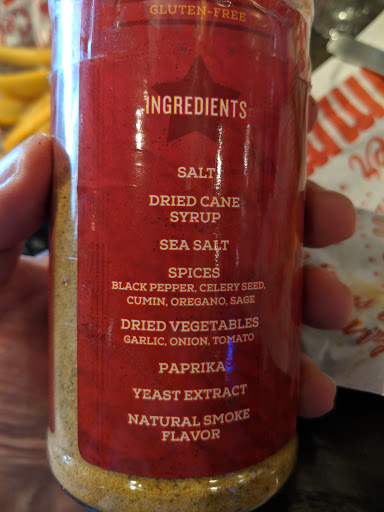 GLUTEN-FREE
INGREDIENTS
SALT
DRIED CANE
SYRUP
SEA SALT
SPICES
BLACK PEPPER, CELERY SEED,
CUMIN, OREGANO, SAGE
DRIED VEGETABLES
GARLIC, ONION, TOMATO
PAPRIKA
YEAST EXTRACT
NATURAL SMOKE
FLAVOR